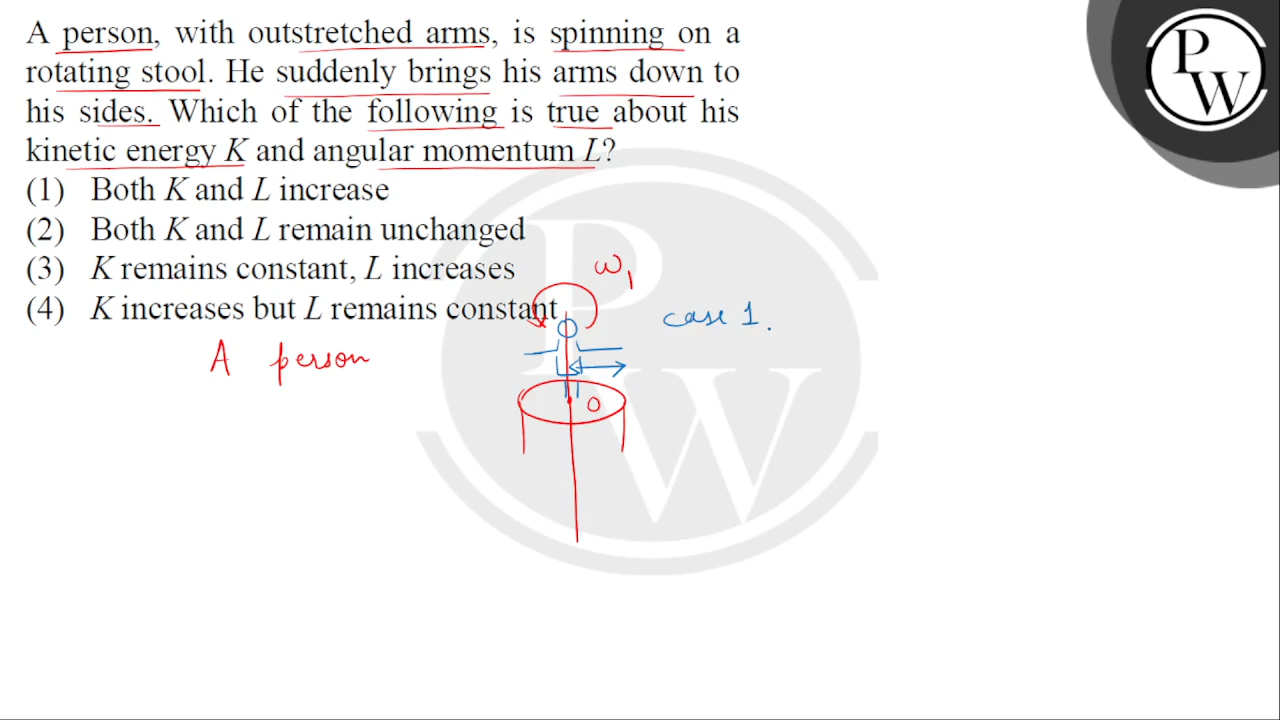 A person, with outstretched arms, is spinning on a
rotating stool. He suddenly brings his arms down to
his sides. Which of the following is true about his
kinetic energy K and angular momentum L?
(1) Both K and L increase
(2) Both K and L remain unchanged
(3) K remains constant, L increases
(4) K increases but L remains constant
ω₁
case 1.
A person
O
P
W
P
W